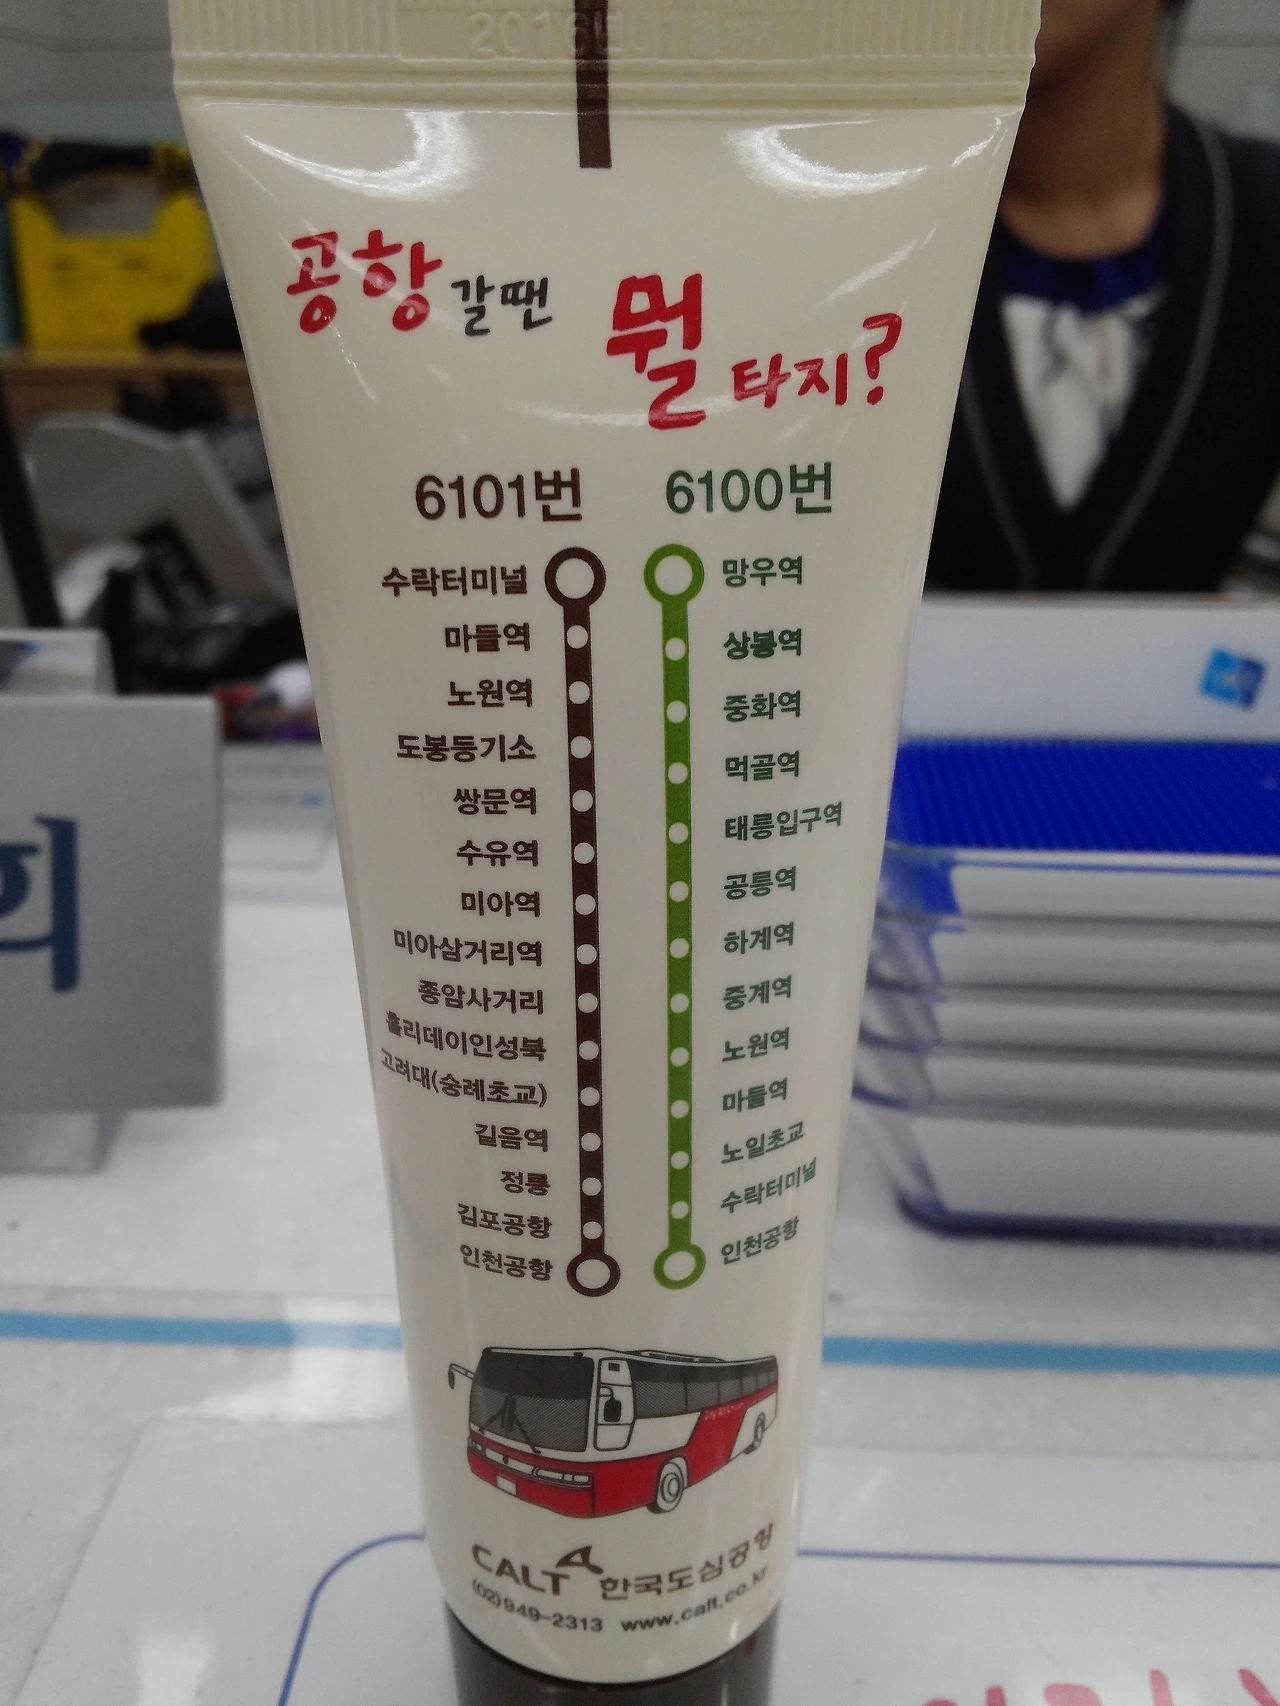 공항갈땐 뭘타지?
6101번
수락터미널
마들역
노원역
도봉등기소
쌍문역
수유역
미아역
미아삼거리역
종암사거리
홀리데이인성북
고려대(숭례초교)
길음역
정릉
김포공항
인천공항
6100번
망우역
상봉역
중화역
먹골역
태릉입구역
공릉역
하계역
중계역
노원역
마들역
노일초교
수락터미널
인천공항
CALT 한국도심공항
(02)949-2313 www.calt.co.kr